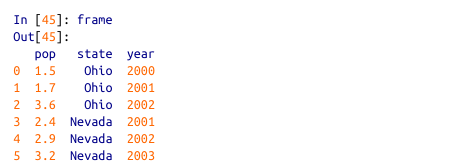 In [45]: frame
Out[45]:
   pop   state  year
0  1.5    Ohio  2000
1  1.7    Ohio  2001
2  3.6    Ohio  2002
3  2.4  Nevada  2001
4  2.9  Nevada  2002
5  3.2  Nevada  2003